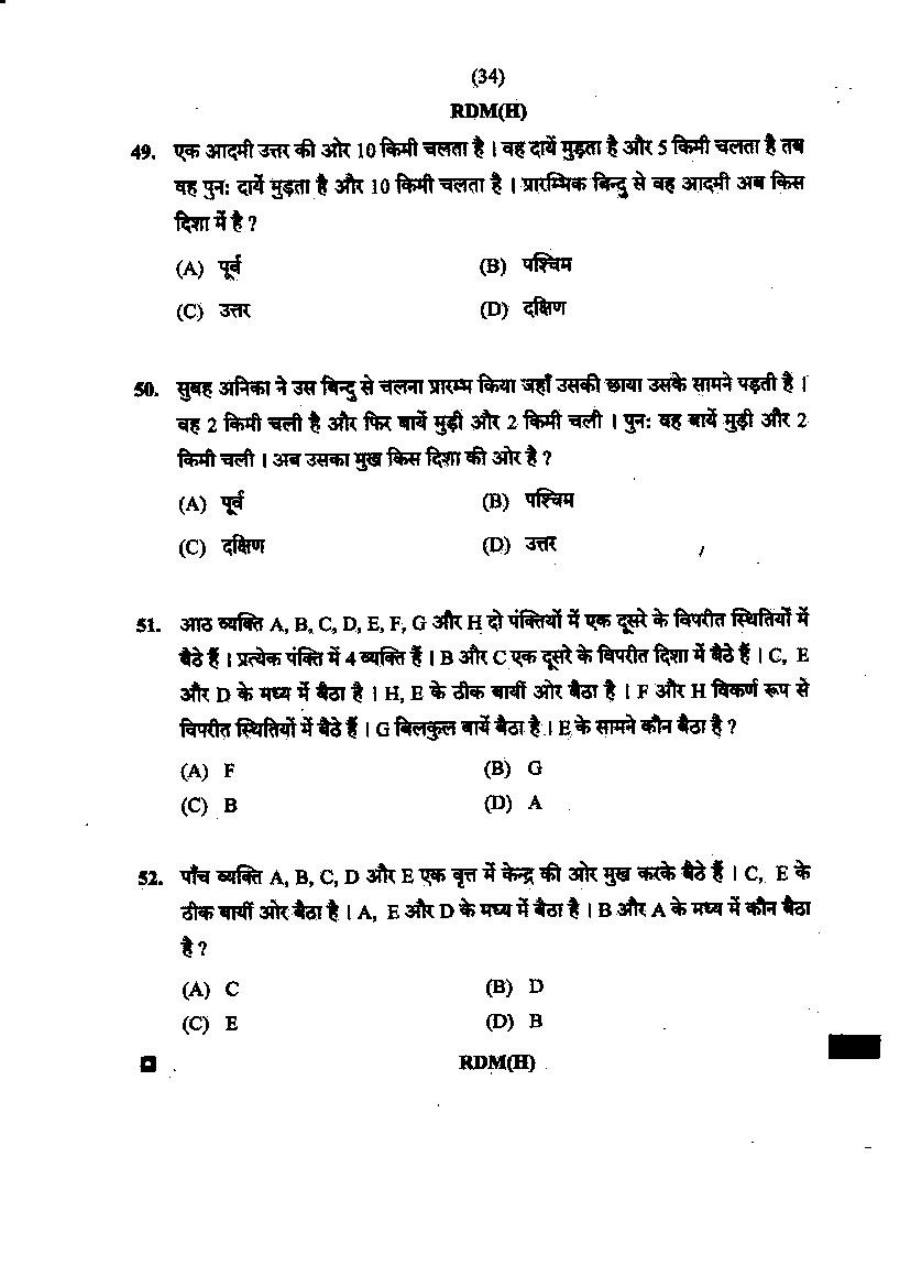 (34)
RDM(H)
49. एक आदमी उत्तर की ओर 10 किमी चलता है । वह दायें मुड़ता है और 5 किमी चलता है तब
वह पुनः दायें मुड़ता है और 10 किमी चलता है । प्रारम्भिक बिन्दु से वह आदमी अब किस
दिशा में है ?
(A) पूर्व (B) पश्चिम
(C) उत्तर (D) दक्षिण
50. सुबह अनिका ने उस बिन्दु से चलना प्रारम्भ किया जहाँ उसकी छाया उसके सामने पड़ती है ।
वह 2 किमी चली है और फिर बायें मुड़ी और 2 किमी चली । पुनः वह बायें मुड़ी और 2
किमी चली । अब उसका मुख किस दिशा की ओर है ?
(A) पूर्व (B) पश्चिम
(C) दक्षिण (D) उत्तर
51. आठ व्यक्ति A, B, C, D, E, F, G और H दो पंक्तियों में एक दूसरे के विपरीत स्थितियों में
बैठे हैं । प्रत्येक पंक्ति में 4 व्यक्ति हैं । B और C एक दूसरे के विपरीत दिशा में बैठे हैं । C, E
और D के मध्य में बैठा है । H, E के ठीक बायीं ओर बैठा है । F और H विकर्ण रूप से
विपरीत स्थितियों में बैठे हैं । G बिलकुल बायें बैठा है । E के सामने कौन बैठा है ?
(A) F (B) G
(C) B (D) A
52. पाँच व्यक्ति A, B, C, D और E एक वृत्त में केन्द्र की ओर मुख करके बैठे हैं । C, E के
ठीक बायीं ओर बैठा है । A, E और D के मध्य में बैठा है । B और A के मध्य में कौन बैठा
है ?
(A) C (B) D
(C) E (D) B
RDM(H)